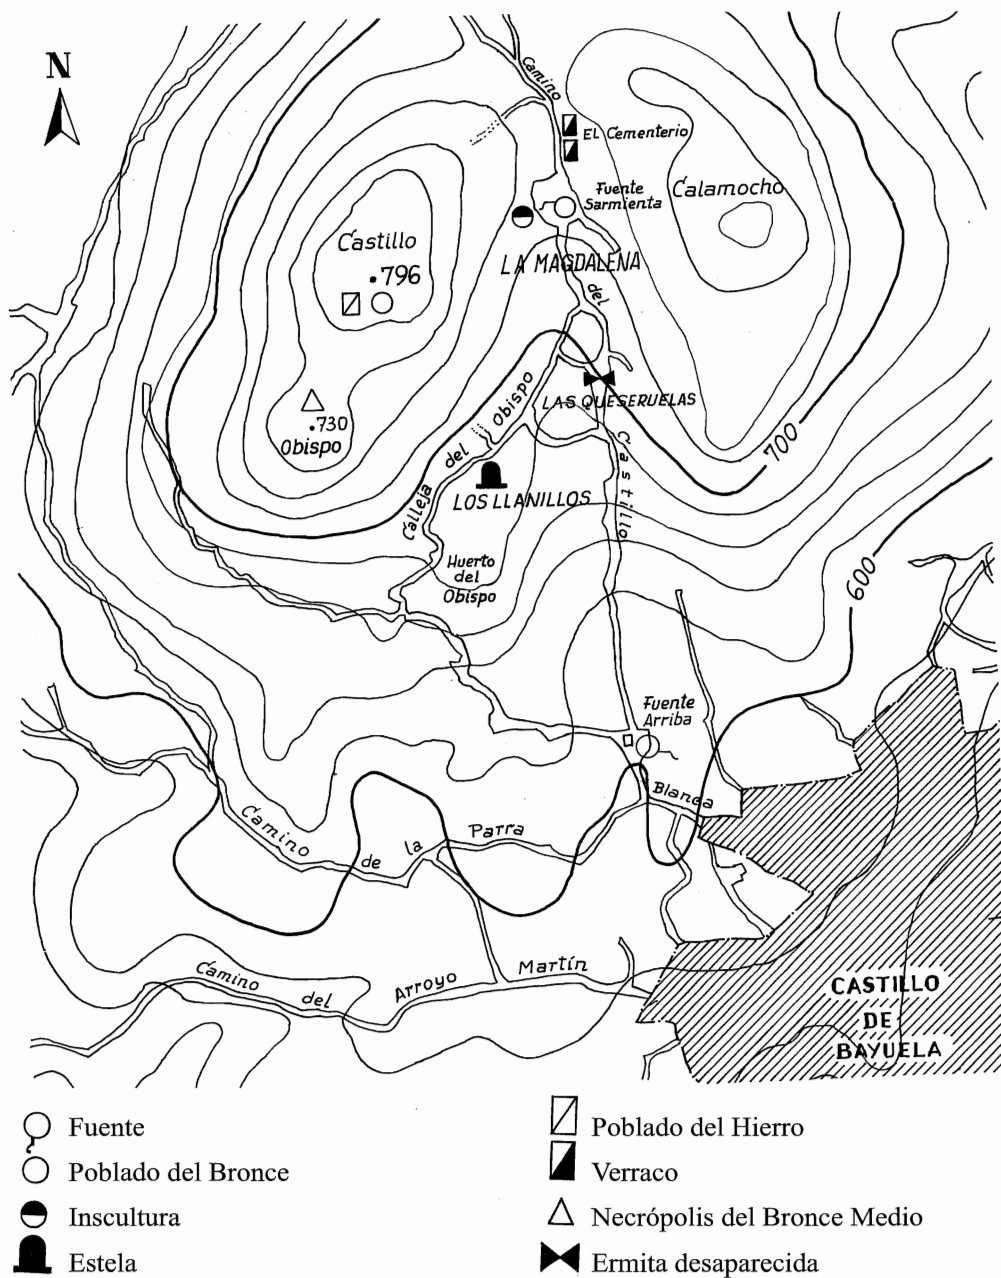 N
Camino
EL Cementerio
Fuente
Sarmienta
Calamocho
Castillo
.796
LA MAGDALENA
del
LAS QUESERUELAS
Castillo
.730
Obispo
Calleja del Obispo
700
LOS LLANILLOS
Huerto
del
Obispo
600
Fuente
Arriba
Blanca
Camino de la Parra
Camino del Arroyo Martín
CASTILLO
DE
BAYUELA
Fuente
Poblado del Bronce
Inscultura
Estela
Poblado del Hierro
Verraco
Necrópolis del Bronce Medio
Ermita desaparecida